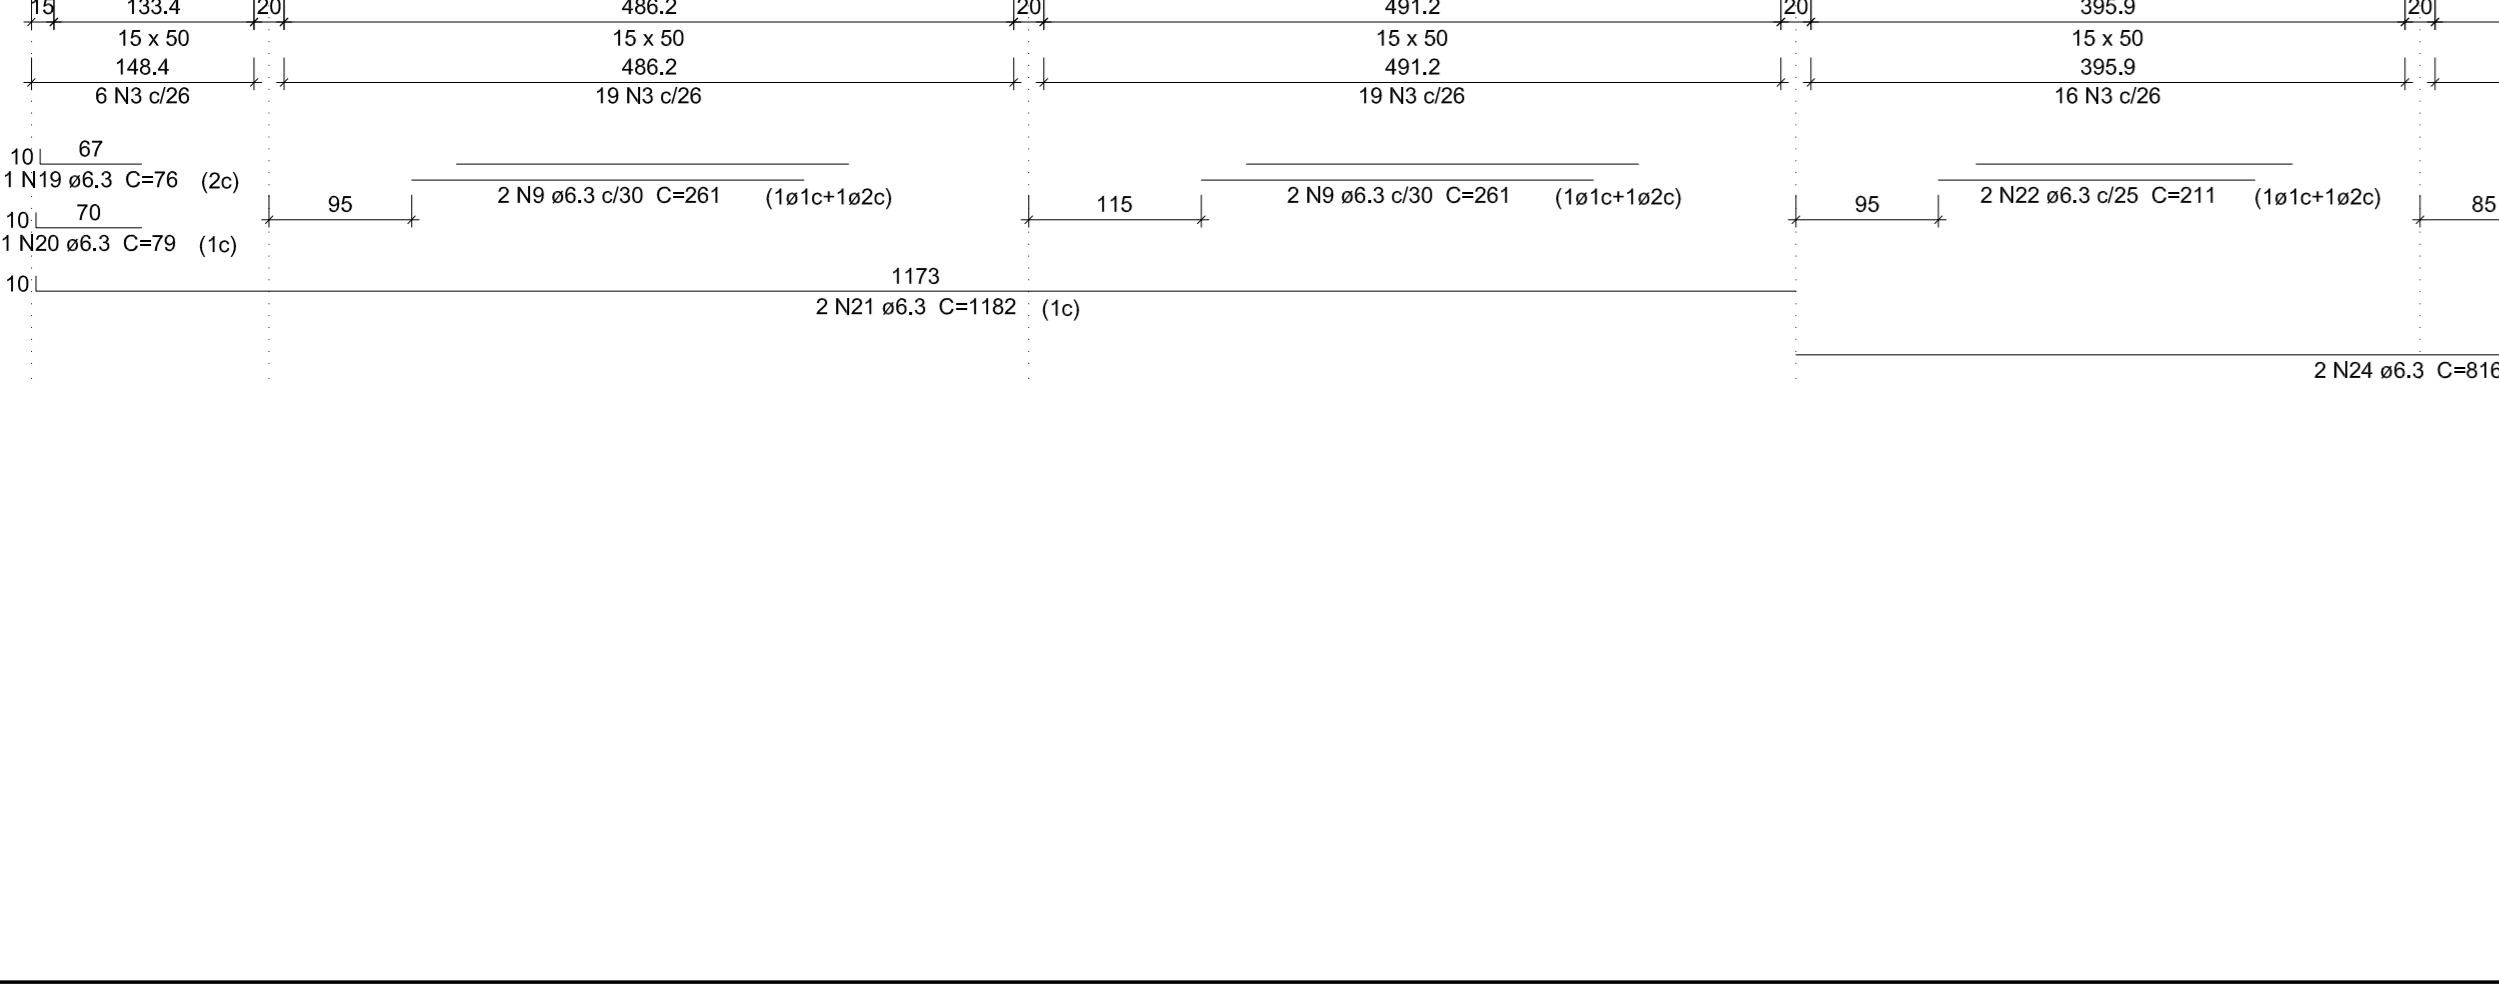 15 133.4 20 486.2 20 491.2 20 395.9 20
15 x 50 15 x 50 15 x 50 15 x 50
148.4 486.2 491.2 395.9
6 N3 c/26 19 N3 c/26 19 N3 c/26 16 N3 c/26
10 67
1 N19 ø6.3 C=76 (2c)
2 N9 ø6.3 c/30 C=261 (1ø1c+1ø2c) 2 N9 ø6.3 c/30 C=261 (1ø1c+1ø2c) 2 N22 ø6.3 c/25 C=211 (1ø1c+1ø2c)
10 70 95 115 95 85
1 N20 ø6.3 C=79 (1c)
10 1173
2 N21 ø6.3 C=1182 (1c)
2 N24 ø6.3 C=816